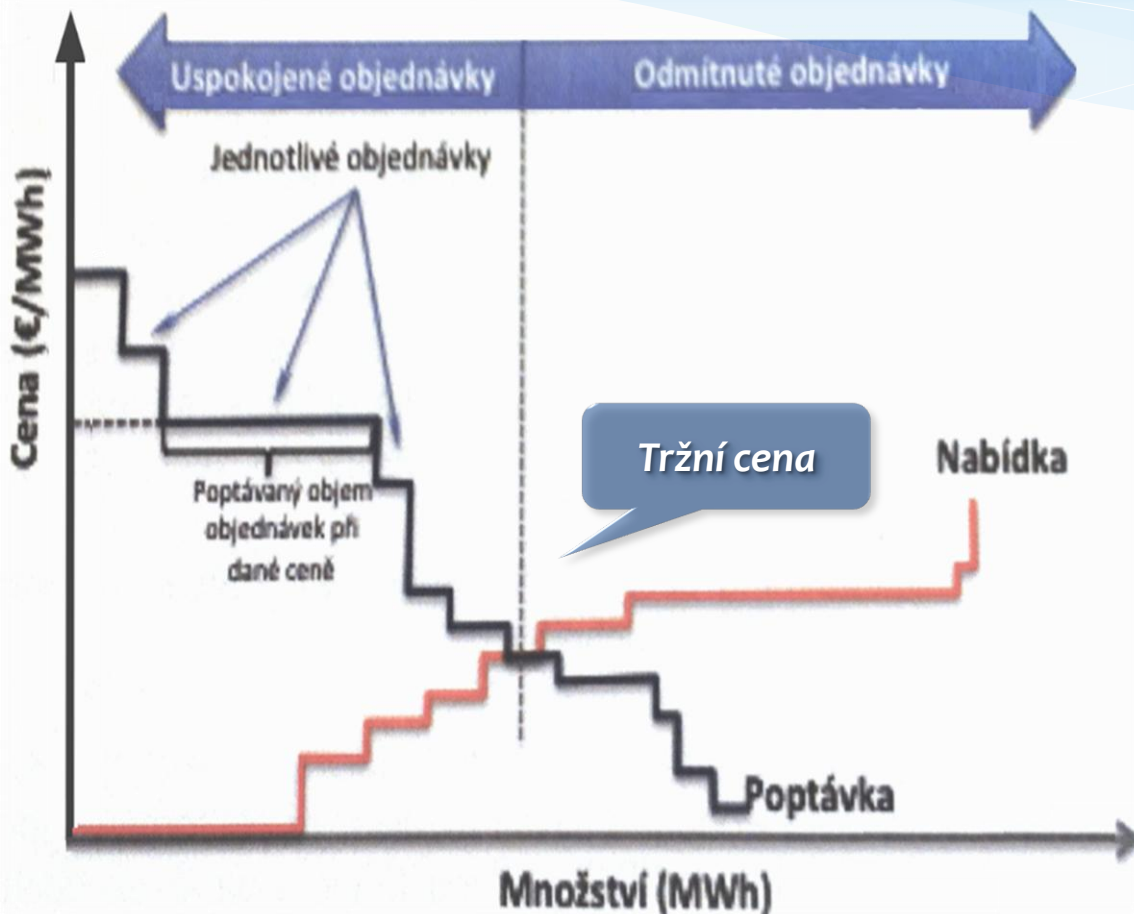 Uspokojené objednávky
Odmítnuté objednávky
Jednotlivé objednávky
Cena (€/MWh)
Tržní cena
Nabídka
Poptávaný objem
objednávek při
dané ceně
Poptávka
Množství (MWh)